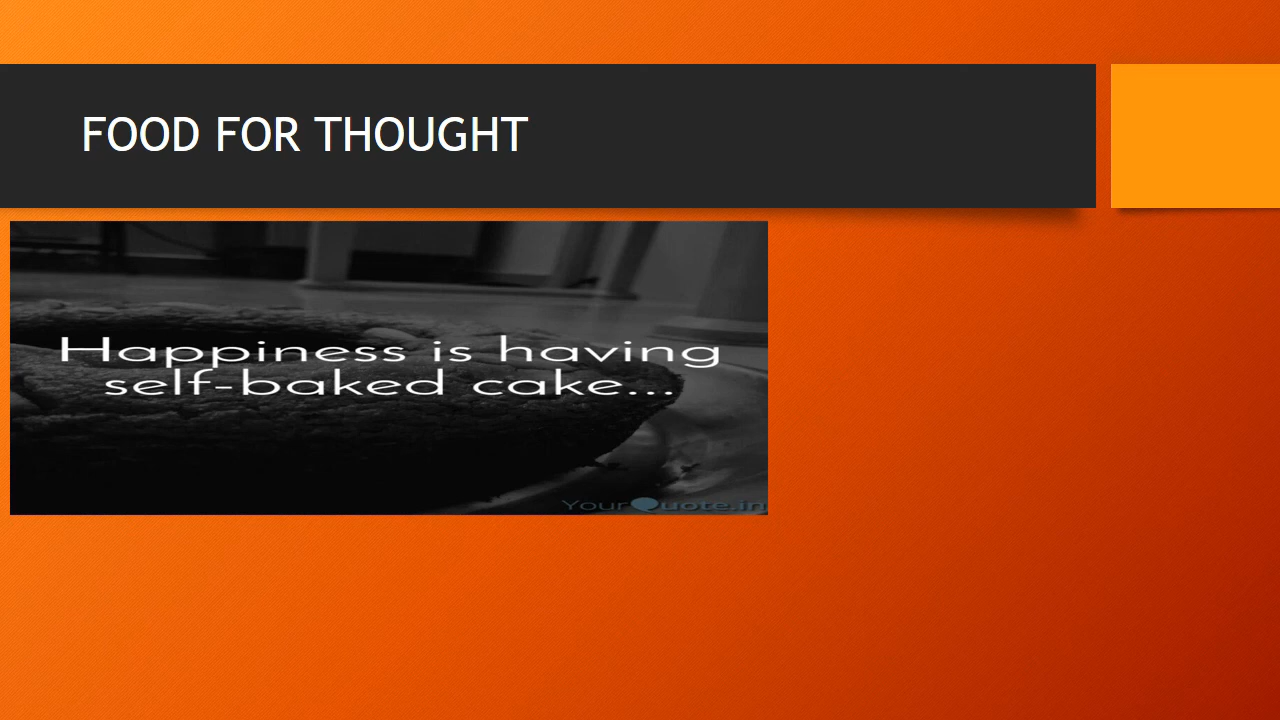 FOOD FOR THOUGHT
Happiness is having
self-baked cake...
YourQuote.in